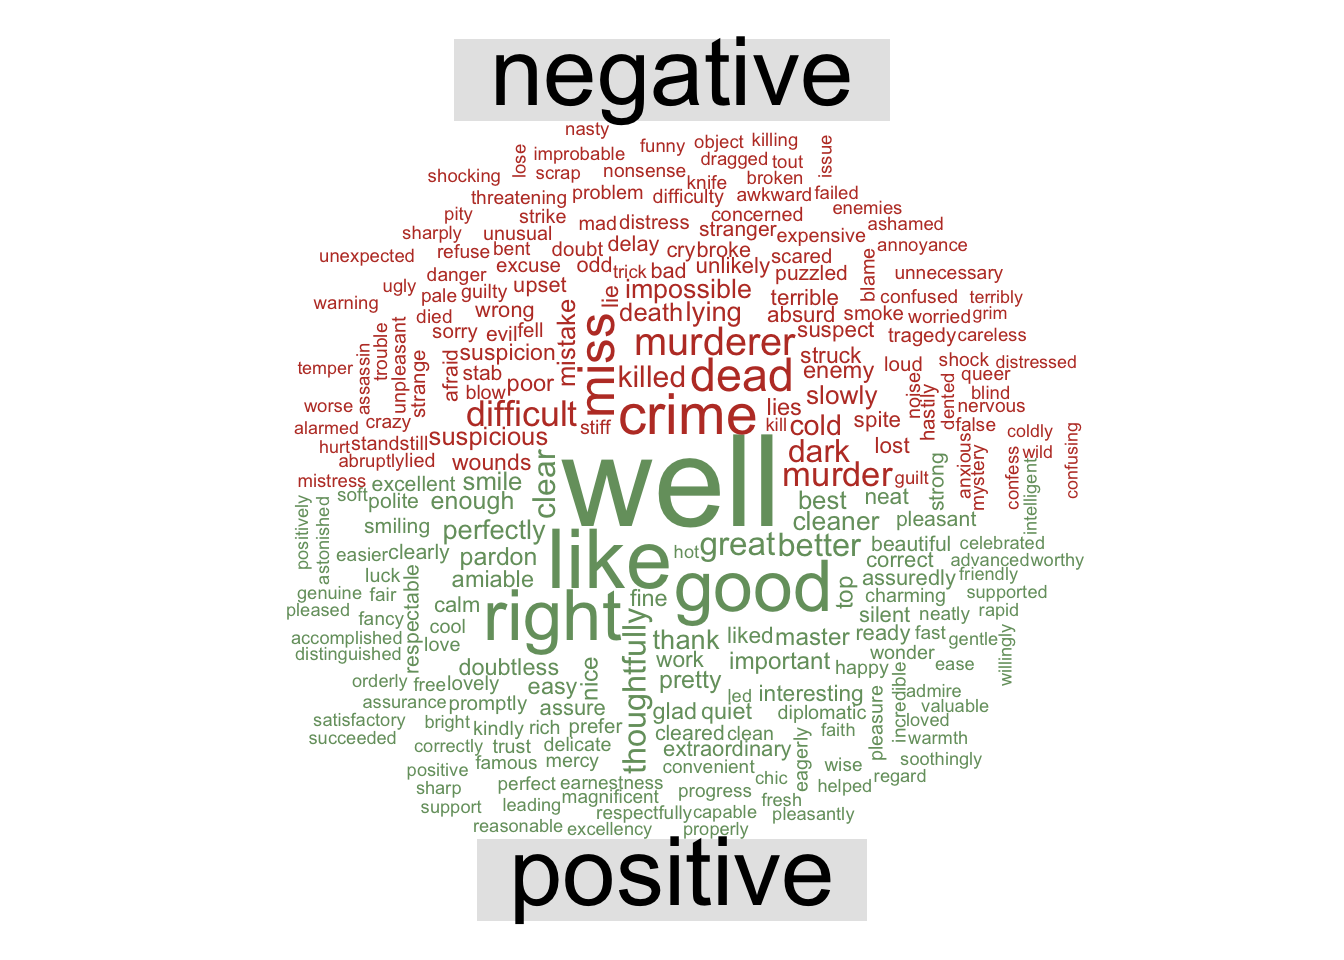 negative
nasty
lose improbable funny object killing issue
shocking scrap nonsense dragged tout
threatening problem knife broken
difficulty awkward failed
pity strike mad distress concerned enemies
sharply unusual stranger expensive ashamed
unexpected refuse bent doubt delay cry broke scared blame annoyance
danger excuse odd trick bad unlikely puzzled unnecessary
ugly pale guilty upset lie impossible terrible confused terribly
warning died wrong mistake miss death lying absurd smoke worried grim
trouble unpleasant sorry evil fell murderer suspect tragedy careless
assassin strange afraid suspicion struck loud shock distressed
temper stab poor killed dead enemy noise hastily dented queer
worse blow crime lies slowly blind nervous
alarmed crazy difficult stiff kill cold spite false coldly
hurt standstill suspicious lost anxious mystery confess wild confusing
abruptly lied wounds dark
mistress murder guilt
well
excellent smile clear strong intelligent
positively astonished soft polite enough best neat
smiling perfectly cleaner pleasant
easier clearly pardon like hot great better beautiful celebrated
correct advanced worthy
luck amiable assuredly friendly
genuine fair respectable right fine good top charming supported
pleased calm silent neatly rapid
fancy
accomplished cool thoughtfully thank liked master ready fast gentle willingly
distinguished love work important wonder
doubtless nice happy ease
orderly free lovely easy pretty led interesting incredible admire
assurance promptly assure glad quiet diplomatic pleasure valuable
satisfactory bright kindly rich prefer cleared clean faith loved
succeeded correctly trust delicate extraordinary eagerly warmth
positive famous mercy convenient wise soothingly
sharp perfect earnestness chic helped regard
support leading magnificent progress fresh
respectfully capable pleasantly
reasonable excellency properly
positive